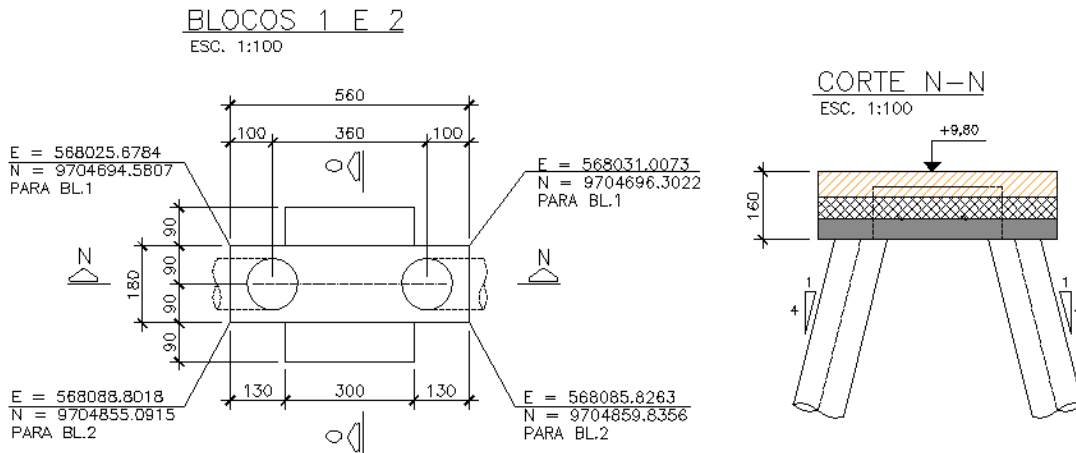 BLOCOS 1 E 2
ESC. 1:100
560
100 360 100
E = 568025.6784
N = 9704694.5807
PARA BL.1
E = 568031.0073
N = 9704696.3022
PARA BL.1
O
90
90
180
90
90
N
N
130 300 130
E = 568088.8018
N = 9704855.0915
PARA BL.2
E = 568085.8263
N = 9704859.8356
PARA BL.2
O
CORTE N-N
ESC. 1:100
+9,80
160
1
4
1